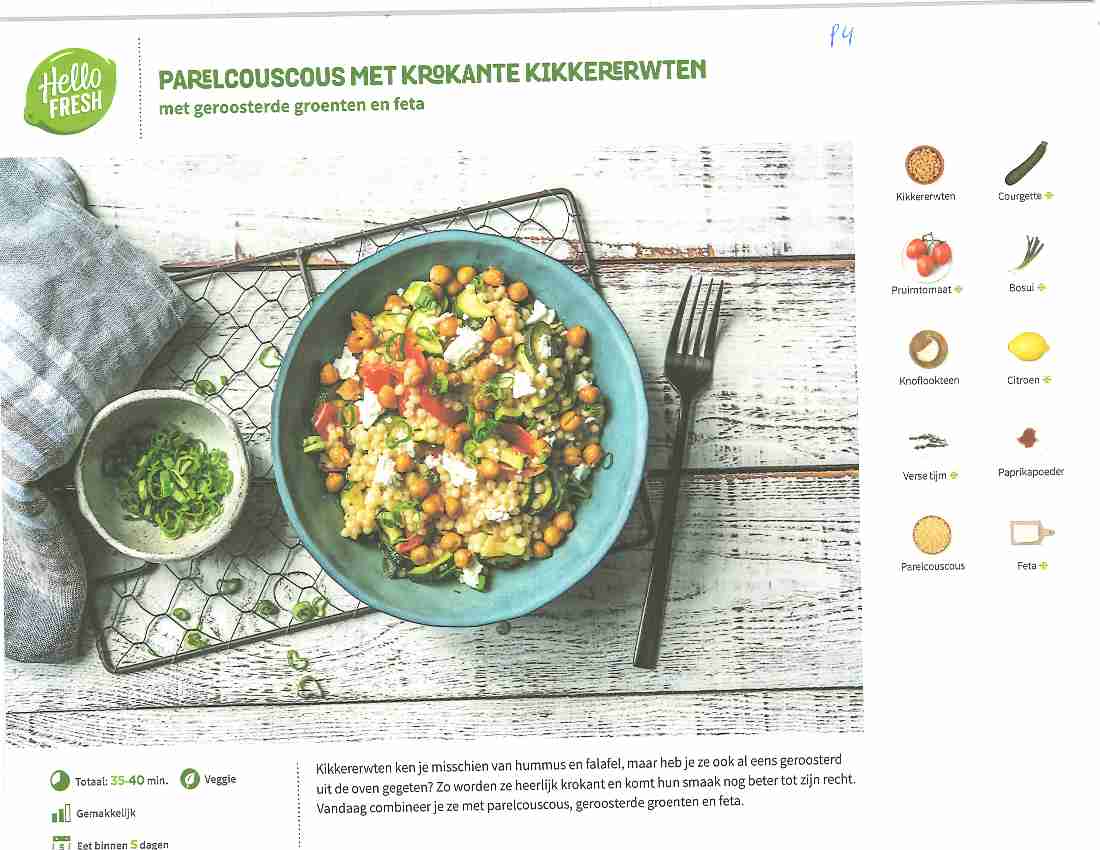 P4
Hello
FRESH
PARELCOUSCOUS MET KROKANTE KIKKERERWTEN
met geroosterde groenten en feta
Kikkererwten
Courgette
Pruimtomaat
Bosui
Knoflookteen
Citroen
Verse tijm
Paprikapoeder
Parelcouscous
Feta
Totaal: 35-40 min.
Veggie
Gemakkelijk
5
Eet binnen 5 dagen
Kikkererwten ken je misschien van hummus en falafel, maar heb je ze ook al eens geroosterd
uit de oven gegeten? Zo worden ze heerlijk krokant en komt hun smaak nog beter tot zijn recht.
Vandaag combineer je ze met parelcouscous, geroosterde groenten en feta.